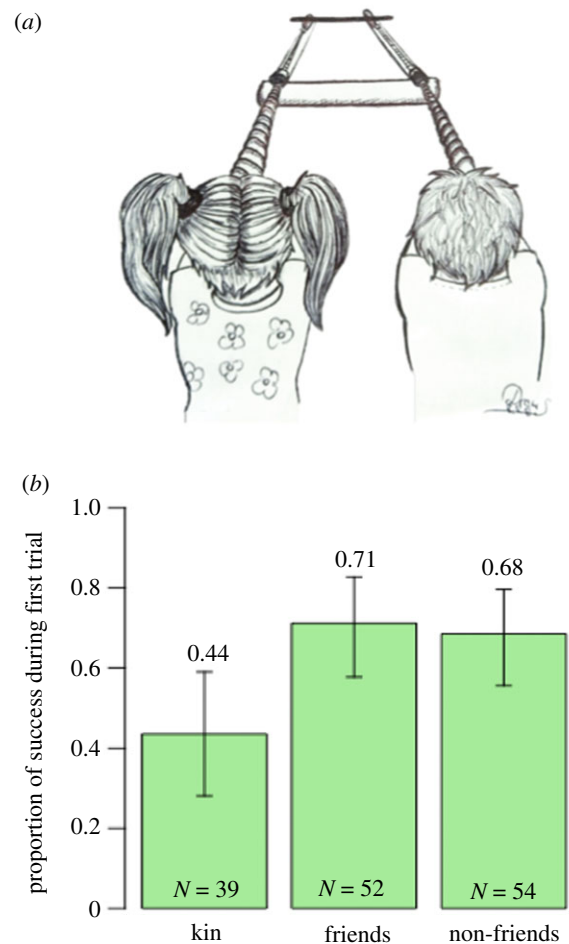 (a)
(b)
proportion of success during first trial
1.0
0.8
0.6
0.4
0.2
0
0.44
0.71
0.68
N = 39
N = 52
N = 54
kin
friends
non-friends